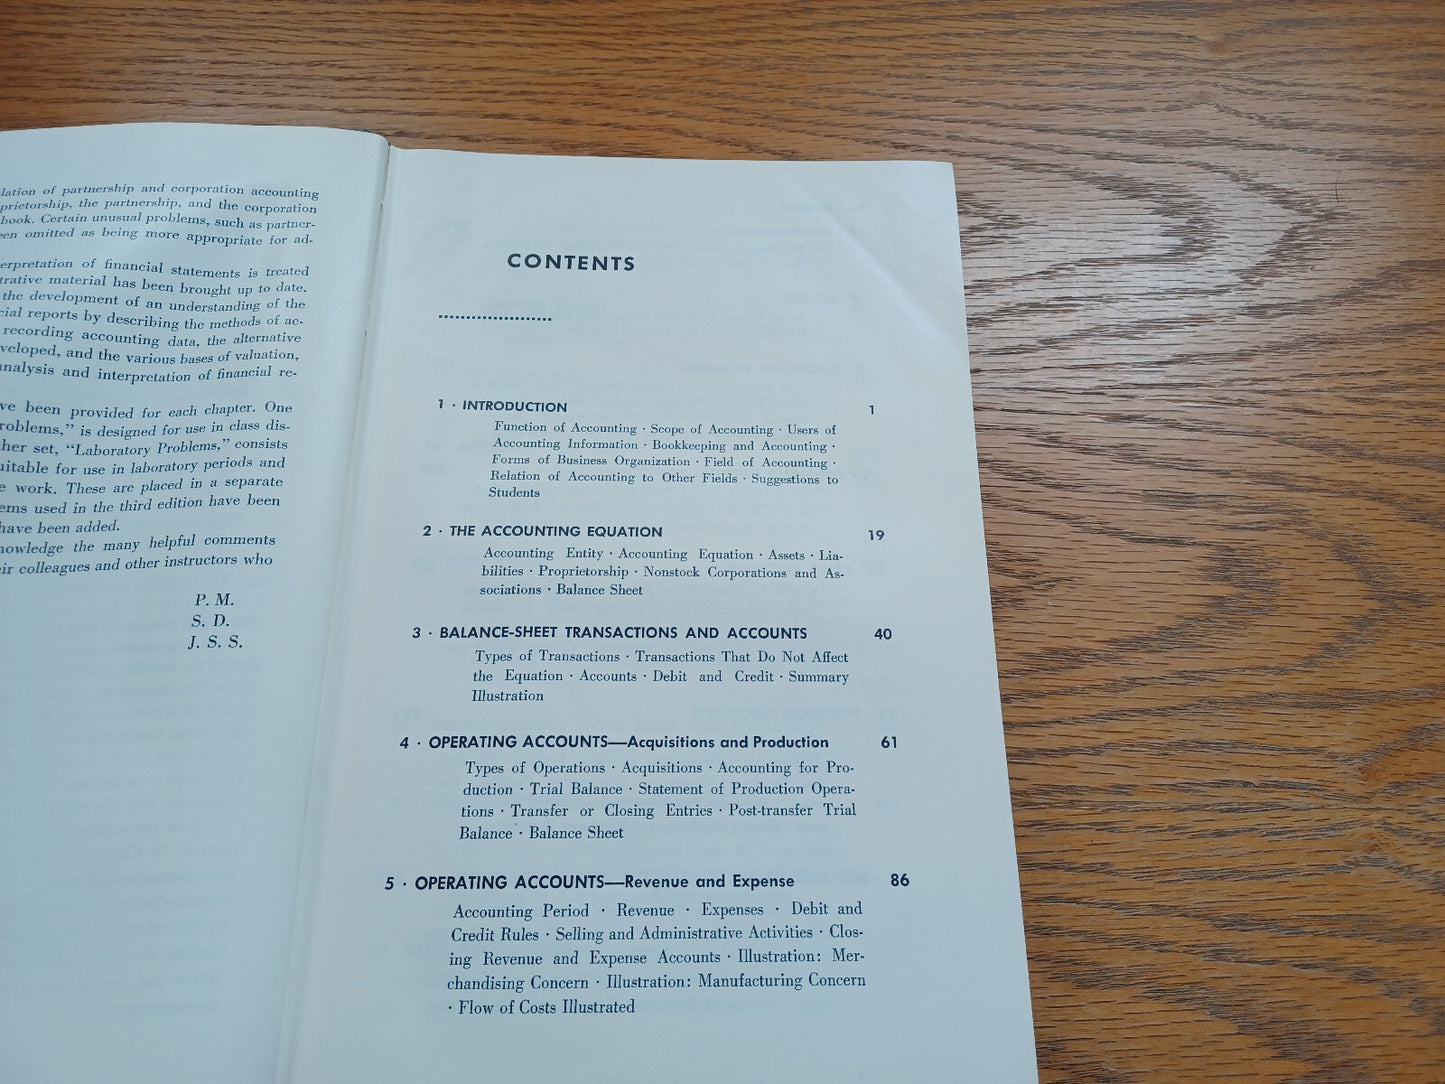 lation of partnership and corporation accounting
prietorship, the partnership, and the corporation
book. Certain unusual problems, such as partner-
en omitted as being more appropriate for ad-
erpretation of financial statements is treated
trative material has been brought up to date.
the development of an understanding of the
cial reports by describing the methods of ac-
recording accounting data, the alternative
veloped, and the various bases of valuation,
analysis and interpretation of financial re-
ve been provided for each chapter. One
roblems," is designed for use in class dis-
ther set, "Laboratory Problems," consists
uitable for use in laboratory periods and
e work. These are placed in a separate
ems used in the third edition have been
have been added.
nowledge the many helpful comments
eir colleagues and other instructors who
P. M.
S. D.
J. S. S.
CONTENTS
1 · INTRODUCTION 1
Function of Accounting · Scope of Accounting · Users of
Accounting Information · Bookkeeping and Accounting ·
Forms of Business Organization · Field of Accounting ·
Relation of Accounting to Other Fields · Suggestions to
Students
2 · THE ACCOUNTING EQUATION 19
Accounting Entity · Accounting Equation · Assets · Lia-
bilities · Proprietorship · Nonstock Corporations and As-
sociations · Balance Sheet
3 · BALANCE-SHEET TRANSACTIONS AND ACCOUNTS 40
Types of Transactions · Transactions That Do Not Affect
the Equation · Accounts · Debit and Credit · Summary
Illustration
4 · OPERATING ACCOUNTS—Acquisitions and Production 61
Types of Operations · Acquisitions · Accounting for Pro-
duction · Trial Balance · Statement of Production Opera-
tions · Transfer or Closing Entries · Post-transfer Trial
Balance · Balance Sheet
5 · OPERATING ACCOUNTS—Revenue and Expense 86
Accounting Period · Revenue · Expenses · Debit and
Credit Rules · Selling and Administrative Activities · Clos-
ing Revenue and Expense Accounts · Illustration: Mer-
chandising Concern · Illustration: Manufacturing Concern
· Flow of Costs Illustrated